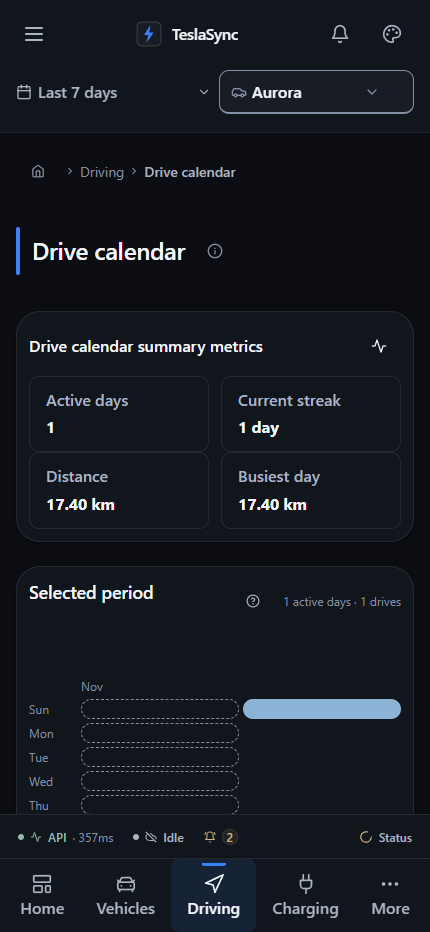 TeslaSync
Last 7 days
Aurora
Driving
Drive calendar
Drive calendar
Drive calendar summary metrics
Active days
1
Current streak
1 day
Distance
17.40 km
Busiest day
17.40 km
Selected period
1 active days · 1 drives
Nov
Sun
Mon
Tue
Wed
Thu
API · 357ms
Idle
2
Status
Home
Vehicles
Driving
Charging
More